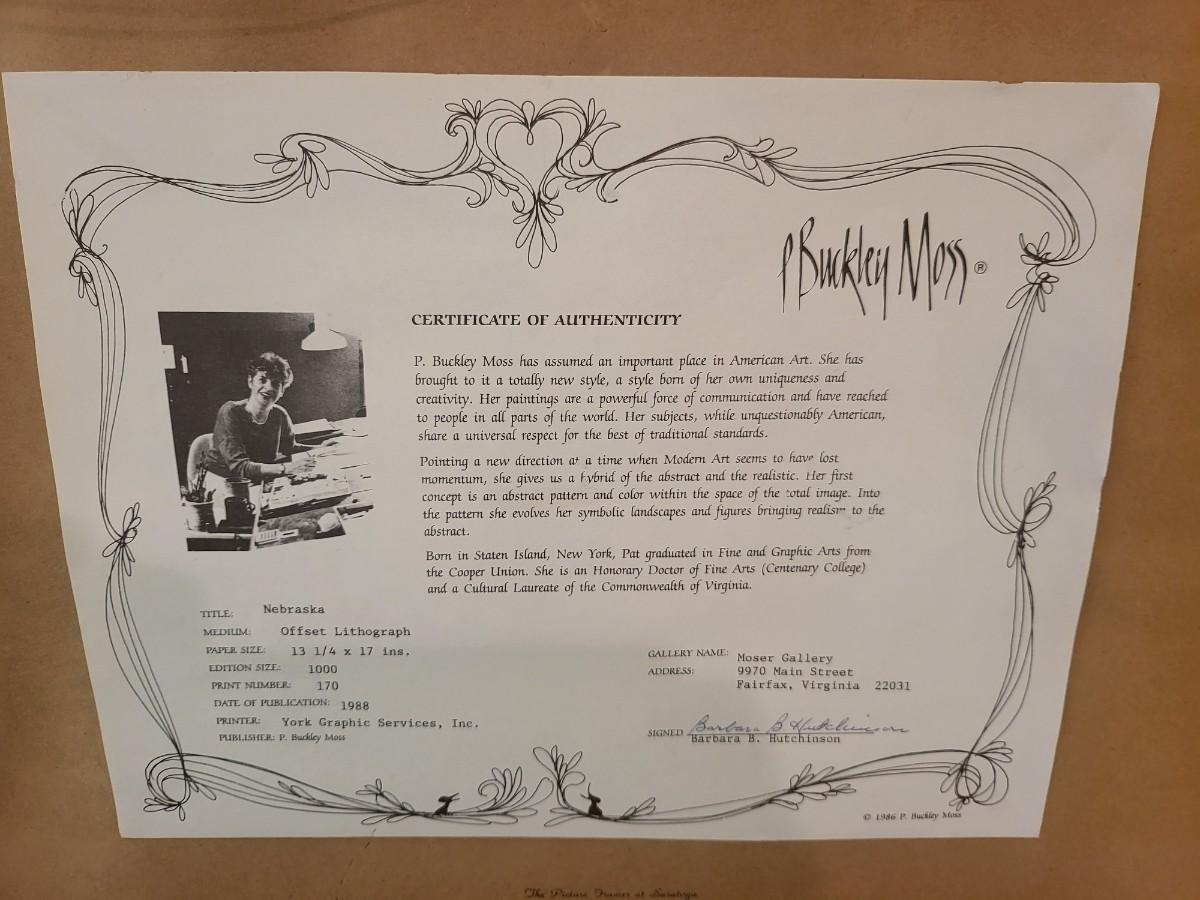 P Buckley Moss ®
CERTIFICATE OF AUTHENTICITY
P. Buckley Moss has assumed an important place in American Art. She has
brought to it a totally new style, a style born of her own uniqueness and
creativity. Her paintings are a powerful force of communication and have reached
to people in all parts of the world. Her subjects, while unquestionably American,
share a universal respect for the best of traditional standards.
Pointing a new direction at a time when Modern Art seems to have lost
momentum, she gives us a hybrid of the abstract and the realistic. Her first
concept is an abstract pattern and color within the space of the total image. Into
the pattern she evolves her symbolic landscapes and figures bringing realism to the
abstract.
Born in Staten Island, New York, Pat graduated in Fine and Graphic Arts from
the Cooper Union. She is an Honorary Doctor of Fine Arts (Centenary College)
and a Cultural Laureate of the Commonwealth of Virginia.
TITLE: Nebraska
MEDIUM: Offset Lithograph
PAPER SIZE: 13 1/4 x 17 ins.
EDITION SIZE: 1000
PRINT NUMBER: 170
DATE OF PUBLICATION: 1988
PRINTER: York Graphic Services, Inc.
PUBLISHER: P. Buckley Moss
GALLERY NAME: Moser Gallery
ADDRESS: 9970 Main Street
Fairfax, Virginia 22031
SIGNED Barbara B Hutchinson
Barbara B. Hutchinson
© 1986 P. Buckley Moss
The Picture Framer at Saratoga